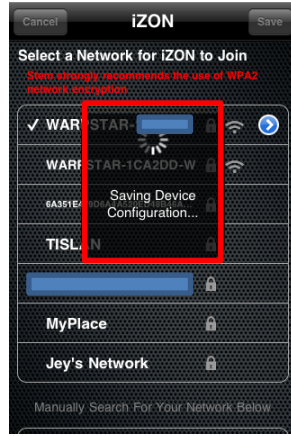 Cancel
iZON
Save
Select a Network for iZON to Join
Stem strongly recommends the use of WPA2
network encryption
WARPSTAR-
WARPSTAR-1CA2DD-W
Saving Device
Configuration...
TISLAN
MyPlace
Jey's Network
Manually Search For Your Network Below